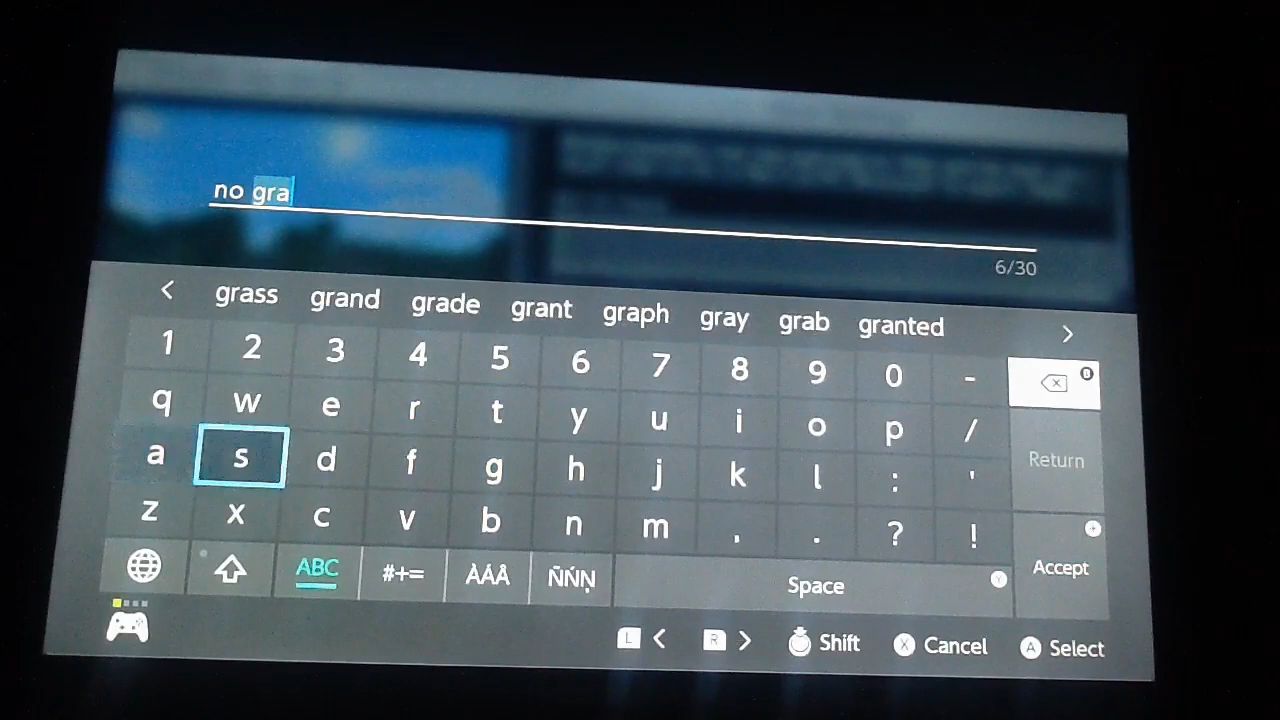 no gra
6/30
< grass grand grade grant graph gray grab granted >
1 2 3 4 5 6 7 8 9 0 -
q w e r t y u i o p /
a s d f g h j k l : '
z x c v b n m , . ? !
B
Return
+
Accept
ABC #+= ÀÁÂ ÑŃŅ Space Y
L < R > Shift X Cancel A Select